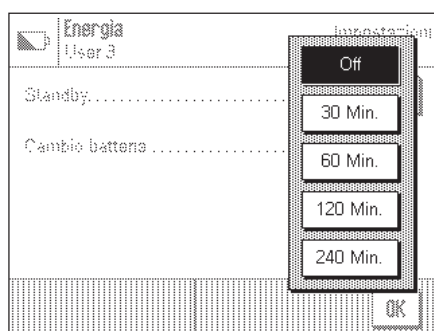 Energia
User 3
Impostazioni
Standby....................
Cambio batteria................
Off
30 Min.
60 Min.
120 Min.
240 Min.
OK